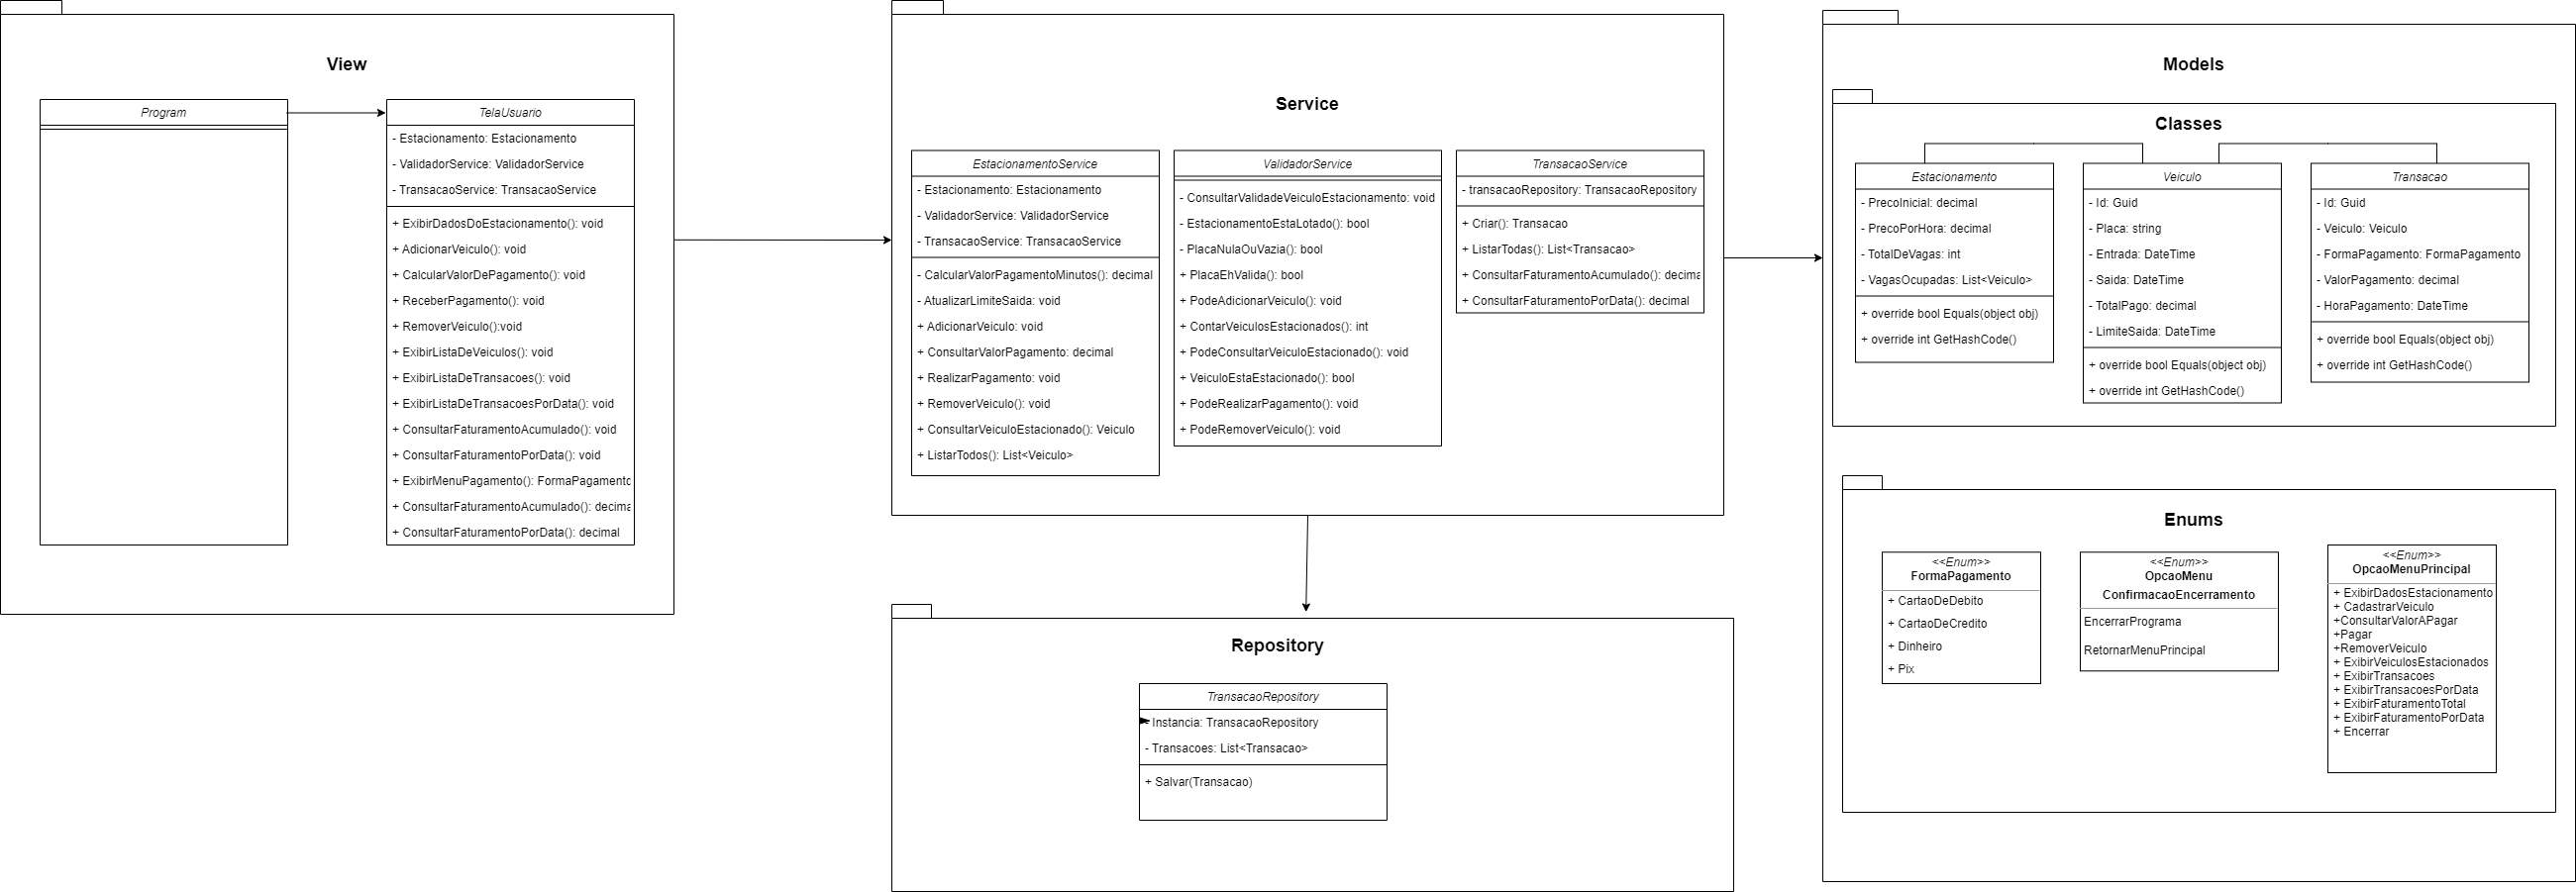 View
Program
TelaUsuario
- Estacionamento: Estacionamento
- ValidadorService: ValidadorService
- TransacaoService: TransacaoService
+ ExibirDadosDoEstacionamento(): void
+ AdicionarVeiculo(): void
+ CalcularValorDePagamento(): void
+ ReceberPagamento(): void
+ RemoverVeiculo():void
+ ExibirListaDeVeiculos(): void
+ ExibirListaDeTransacoes(): void
+ ExibirListaDeTransacoesPorData(): void
+ ConsultarFaturamentoAcumulado(): void
+ ConsultarFaturamentoPorData(): void
+ ExibirMenuPagamento(): FormaPagamento
+ ConsultarFaturamentoAcumulado(): decima
+ ConsultarFaturamentoPorData(): decimal
Service
EstacionamentoService
- Estacionamento: Estacionamento
- ValidadorService: ValidadorService
- TransacaoService: TransacaoService
- CalcularValorPagamentoMinutos(): decimal
- AtualizarLimiteSaida: void
+ AdicionarVeiculo: void
+ ConsultarValorPagamento: decimal
+ RealizarPagamento: void
+ RemoverVeiculo(): void
+ ConsultarVeiculoEstacionado(): Veiculo
+ ListarTodos(): List<Veiculo>
ValidadorService
- ConsultarValidadeVeiculoEstacionamento: void
- EstacionamentoEstaLotado(): bool
- PlacaNulaOuVazia(): bool
+ PlacaEhValida(): bool
+ PodeAdicionarVeiculo(): void
+ ContarVeiculosEstacionados(): int
+ PodeConsultarVeiculoEstacionado(): void
+ VeiculoEstaEstacionado(): bool
+ PodeRealizarPagamento(): void
+ PodeRemoverVeiculo(): void
TransacaoService
- transacaoRepository: TransacaoRepository
+ Criar(): Transacao
+ ListarTodas(): List<Transacao>
+ ConsultarFaturamentoAcumulado(): decima
+ ConsultarFaturamentoPorData(): decimal
Repository
TransacaoRepository
- Instancia: TransacaoRepository
- Transacoes: List<Transacao>
+ Salvar(Transacao)
Models
Classes
Estacionamento
- PrecoInicial: decimal
- PrecoPorHora: decimal
- TotalDeVagas: int
- VagasOcupadas: List<Veiculo>
+ override bool Equals(object obj)
+ override int GetHashCode()
Veiculo
- Id: Guid
- Placa: string
- Entrada: DateTime
- Saida: DateTime
- TotalPago: decimal
- LimiteSaida: DateTime
+ override bool Equals(object obj)
+ override int GetHashCode()
Transacao
- Id: Guid
- Veiculo: Veiculo
- FormaPagamento: FormaPagamento
- ValorPagamento: decimal
- HoraPagamento: DateTime
+ override bool Equals(object obj)
+ override int GetHashCode()
Enums
<<Enum>>
FormaPagamento
+ CartaoDeDebito
+ CartaoDeCredito
+ Dinheiro
+ Pix
<<Enum>>
OpcaoMenu
ConfirmacaoEncerramento
EncerrarPrograma
RetornarMenuPrincipal
<<Enum>>
OpcaoMenuPrincipal
+ ExibirDadosEstacionamento
+ CadastrarVeiculo
+ConsultarValorAPagar
+Pagar
+RemoverVeiculo
+ ExibirVeiculosEstacionados
+ ExibirTransacoes
+ ExibirTransacoesPorData
+ ExibirFaturamentoTotal
+ ExibirFaturamentoPorData
+ Encerrar